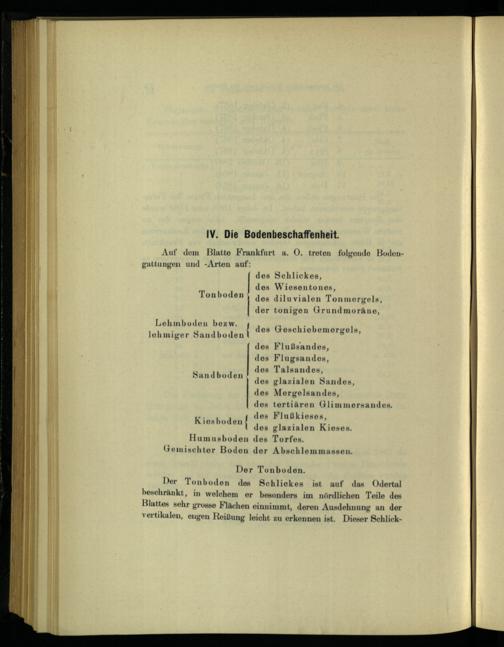 IV. Die Bodenbeschaffenheit.
Auf dem Blatte Frankfurt a. O. treten folgende Boden-
gattungen und -Arten auf:
Tonboden { des Schlickes,
des Wiesentones,
des diluvialen Tonmergels,
der tonigen Grundmoräne,
Lehmboden bezw.
lehmiger Sandboden { des Geschiebemergels,
Sandboden { des Flußsandes,
des Flugsandes,
des Talsandes,
des glazialen Sandes,
des Mergelsandes,
des tertiären Glimmersandes.
Kiesboden { des Flußkieses,
des glazialen Kieses.
Humusboden des Torfes.
Gemischter Boden der Abschlemmassen.
Der Tonboden.
Der Tonboden des Schlickes ist auf das Odertal
beschränkt, in welchem er besonders im nördlichen Teile des
Blattes sehr grosse Flächen einnimmt, deren Ausdehnung an der
vertikalen, engen Reißung leicht zu erkennen ist. Dieser Schlick-